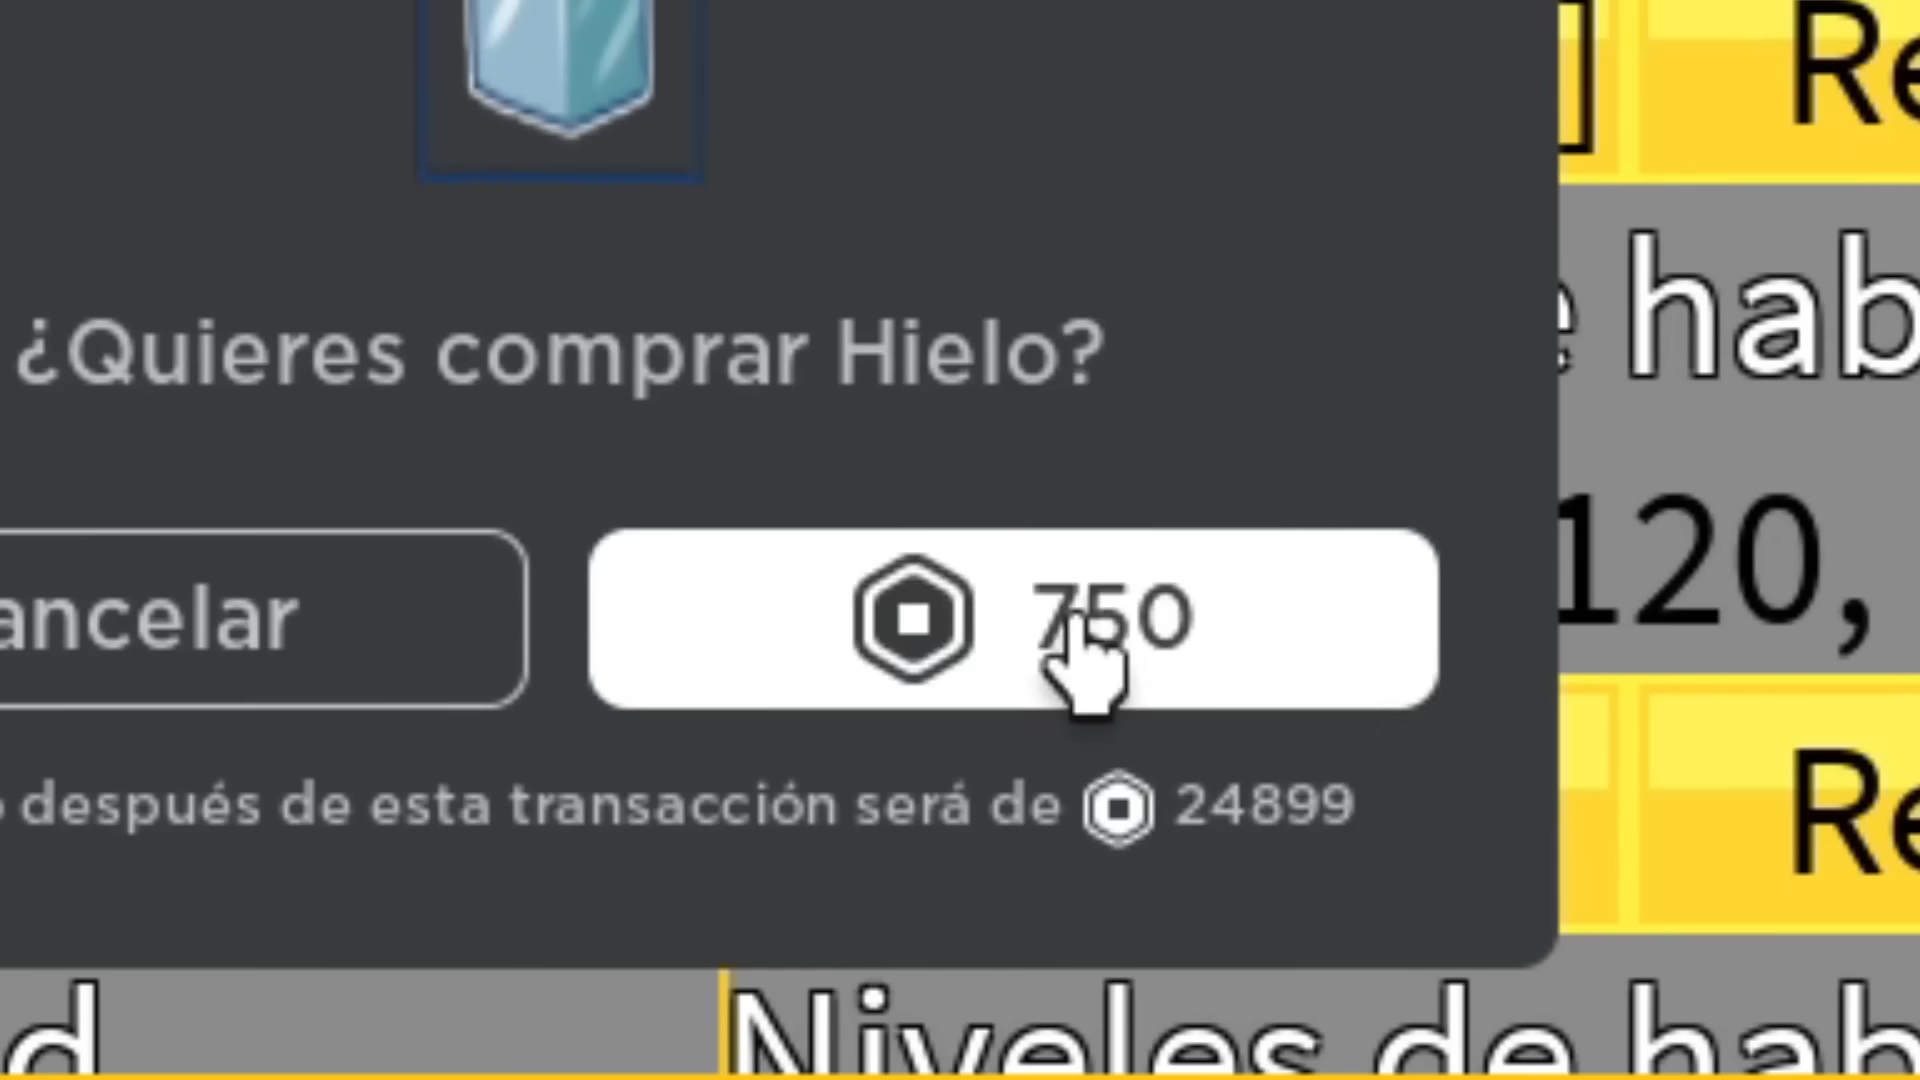 Re
¿Quieres comprar Hielo?
e hab
ancelar
750
120,
después de esta transacción será de 24899
Re
d
Niveles de hab